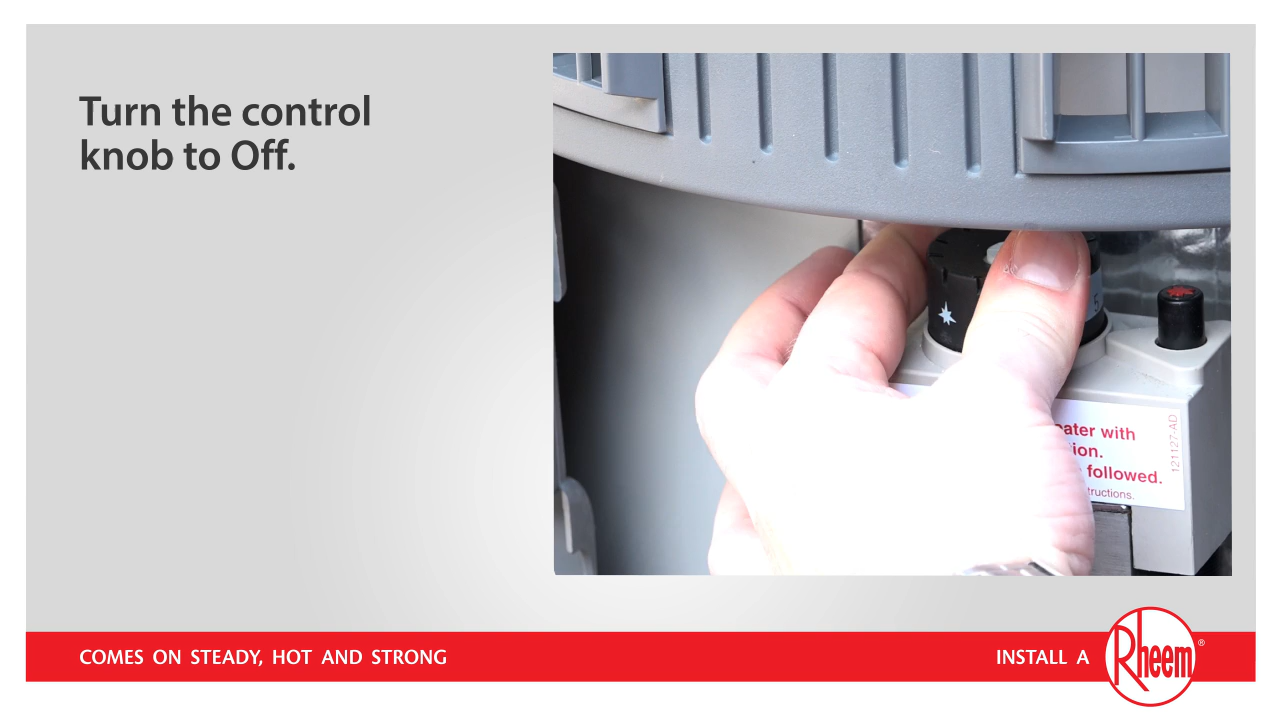 Turn the control
knob to Off.
5
ater with
ion.
followed.
tructions.
121127-AD
COMES ON STEADY, HOT AND STRONG
INSTALL A
Rheem®